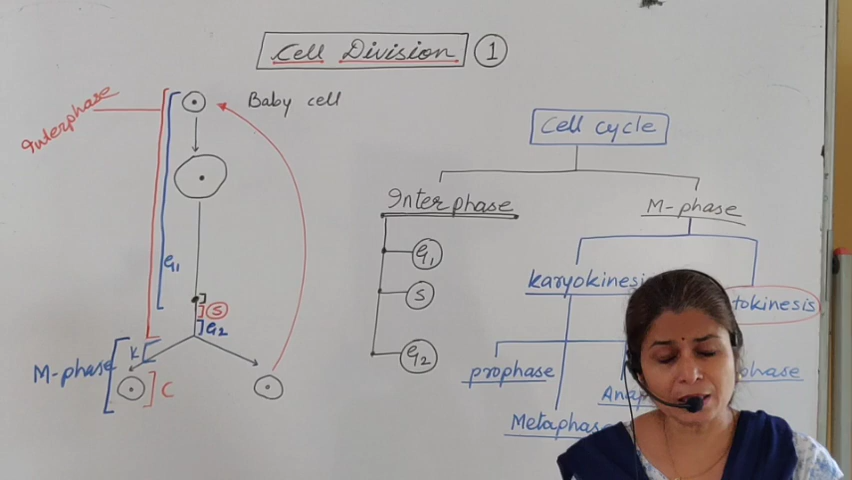 Cell Division 1
Interphase
Baby cell
G1
S
G2
M-phase
K
C
Cell cycle
Interphase
M-phase
G1
S
G2
karyokinesi
tokinesis
prophase
Metaphas
Anap
phase